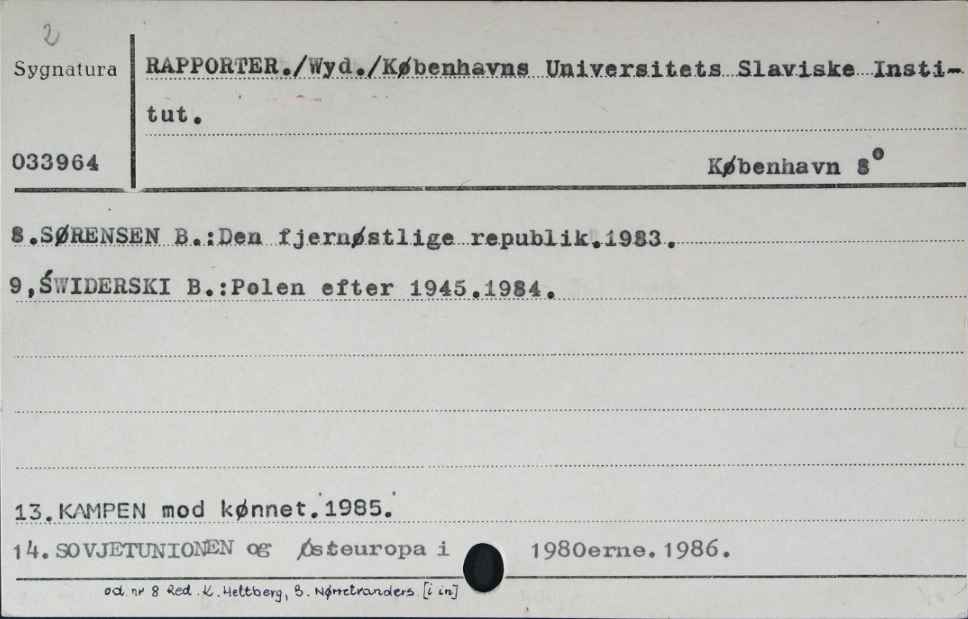 2
Sygnatura
RAPPORTER./Wyd./Københavns Universitets Slaviske Insti-
tut.
033964
København 8°
8.SØRENSEN B.:Den fjernøstlige republik.1983.
9,ŚWIDERSKI B.:Polen efter 1945.1984.
13.KAMPEN mod kønnet.1985.
14.SOVJETUNIONEN og Østeuropa i 1980erne.1986.
od nr 8 Red. K. Heltberg, B. Nørretranders [i in]